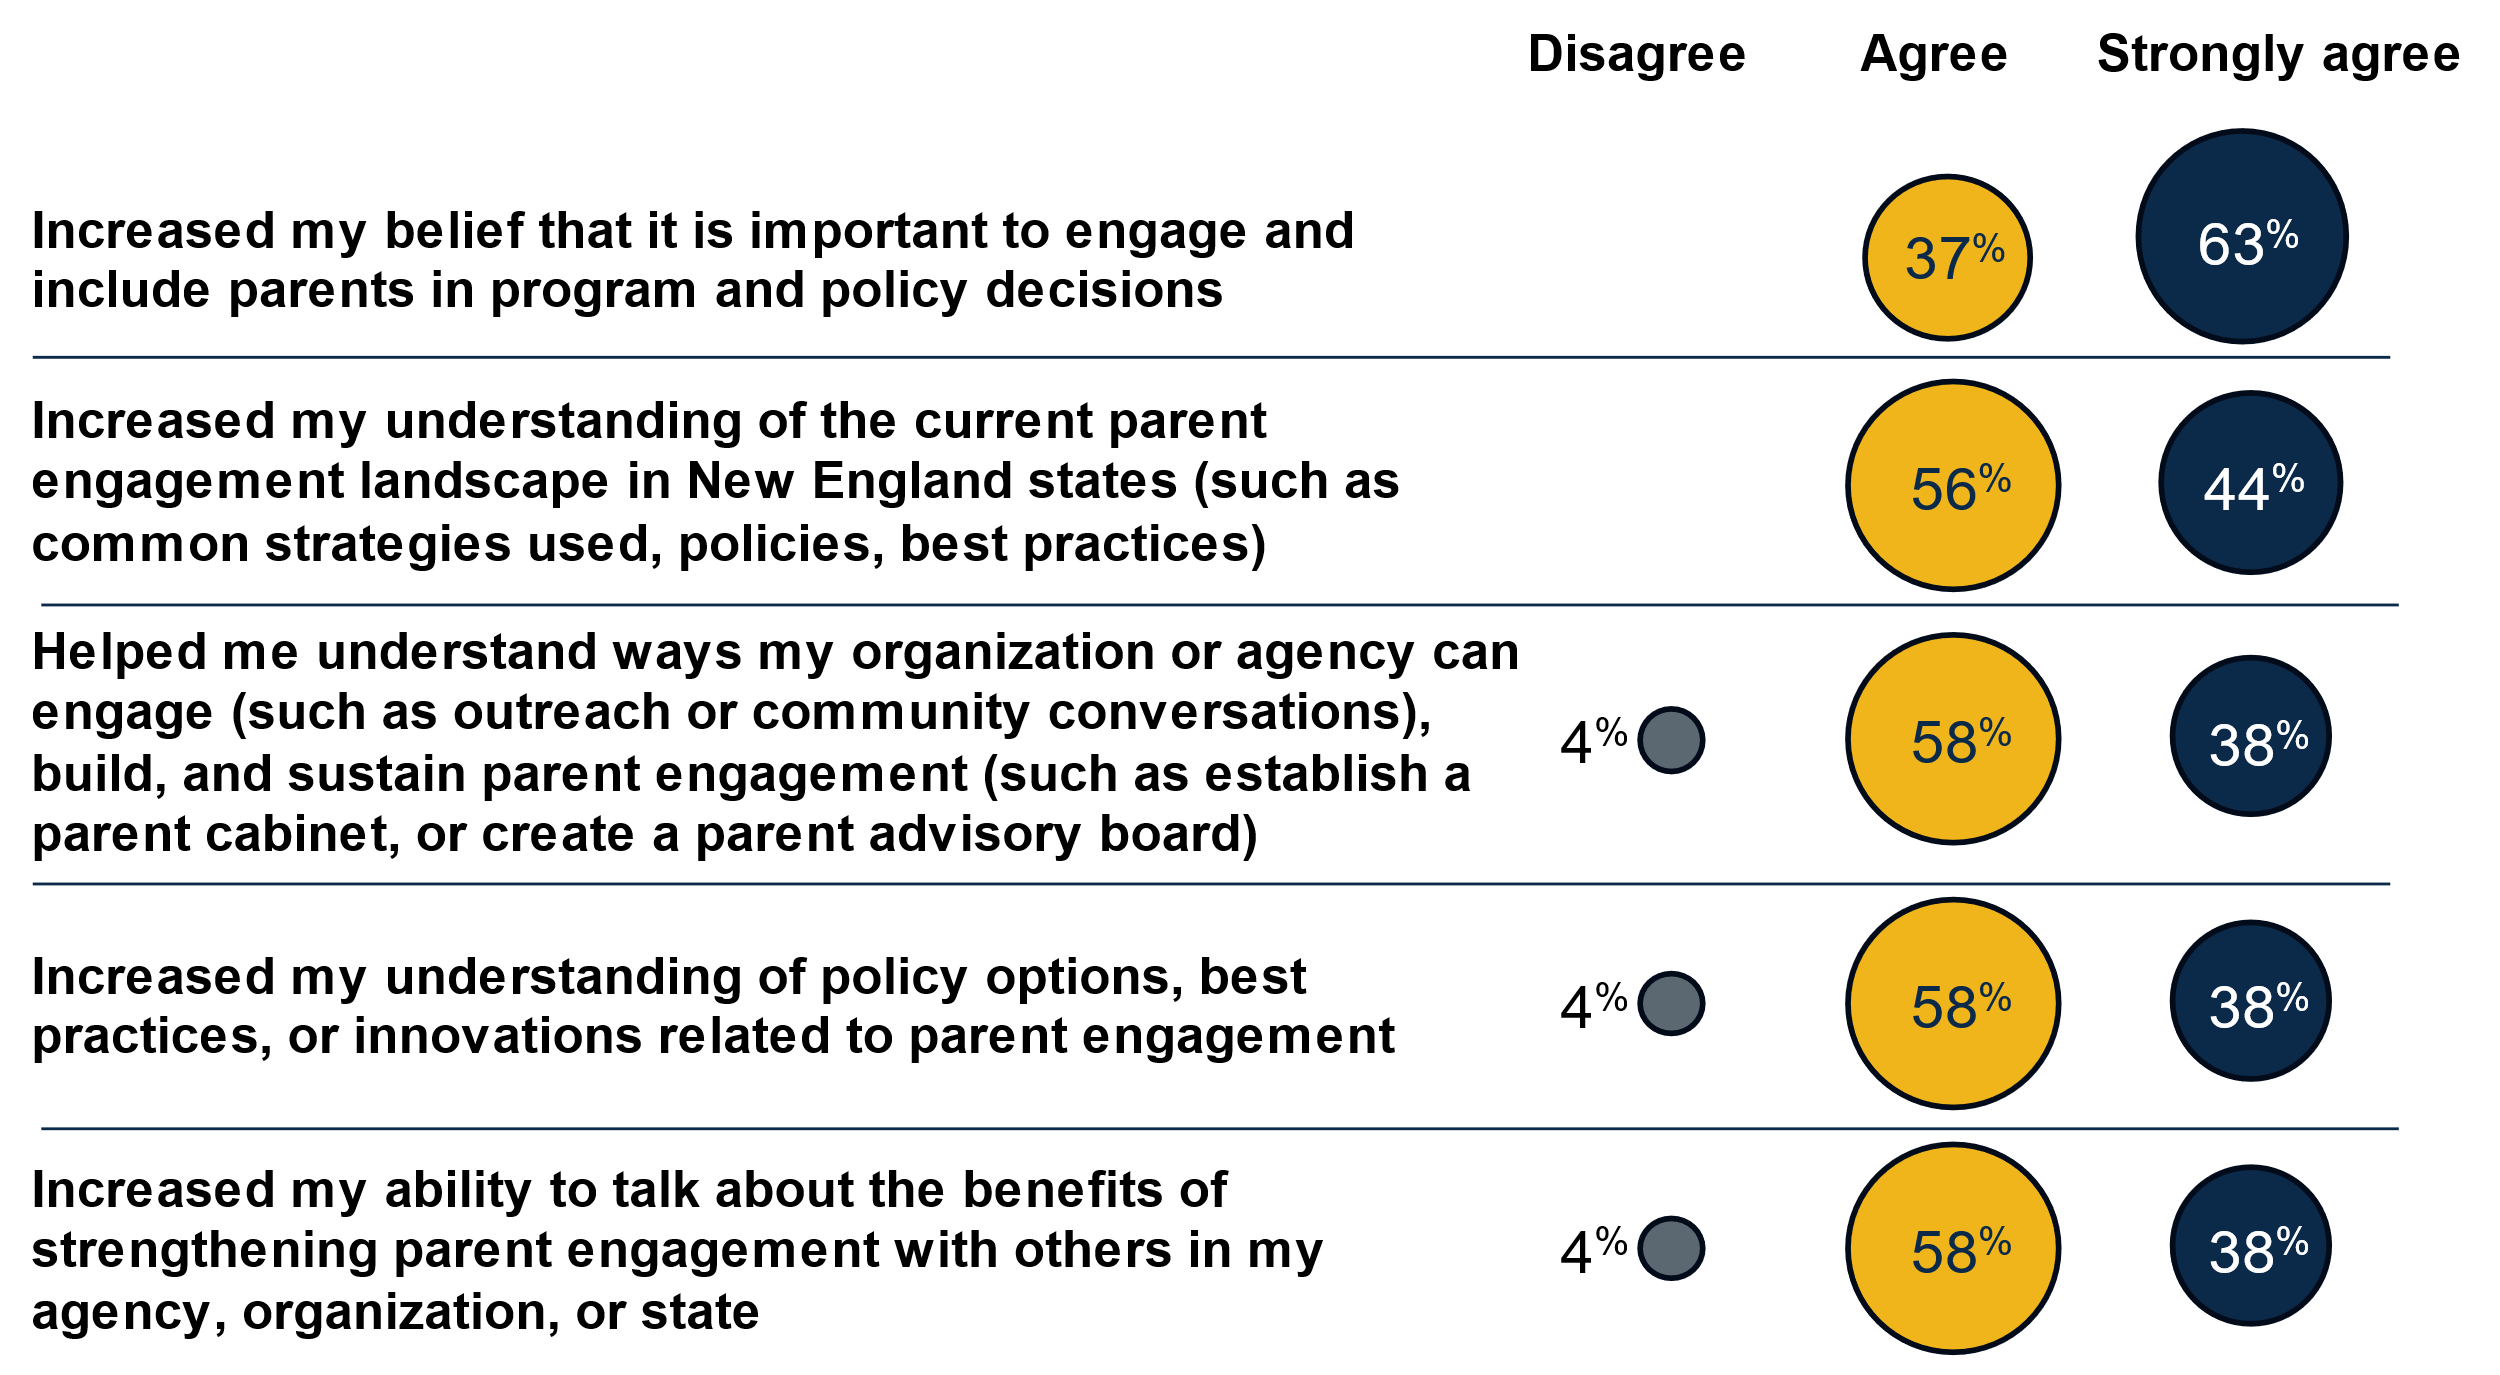 Disagree Agree Strongly agree
Increased my belief that it is important to engage and
include parents in program and policy decisions
37% 63%
Increased my understanding of the current parent
engagement landscape in New England states (such as
common strategies used, policies, best practices)
56% 44%
Helped me understand ways my organization or agency can
engage (such as outreach or community conversations),
build, and sustain parent engagement (such as establish a
parent cabinet, or create a parent advisory board)
4% 58% 38%
Increased my understanding of policy options, best
practices, or innovations related to parent engagement
4% 58% 38%
Increased my ability to talk about the benefits of
strengthening parent engagement with others in my
agency, organization, or state
4% 58% 38%